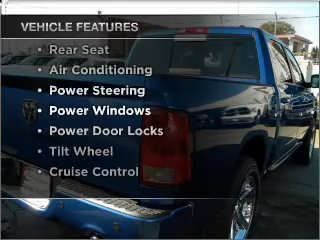 VEHICLE FEATURES
• Rear Seat
• Air Conditioning
• Power Steering
• Power Windows
• Power Door Locks
• Tilt Wheel
• Cruise Control